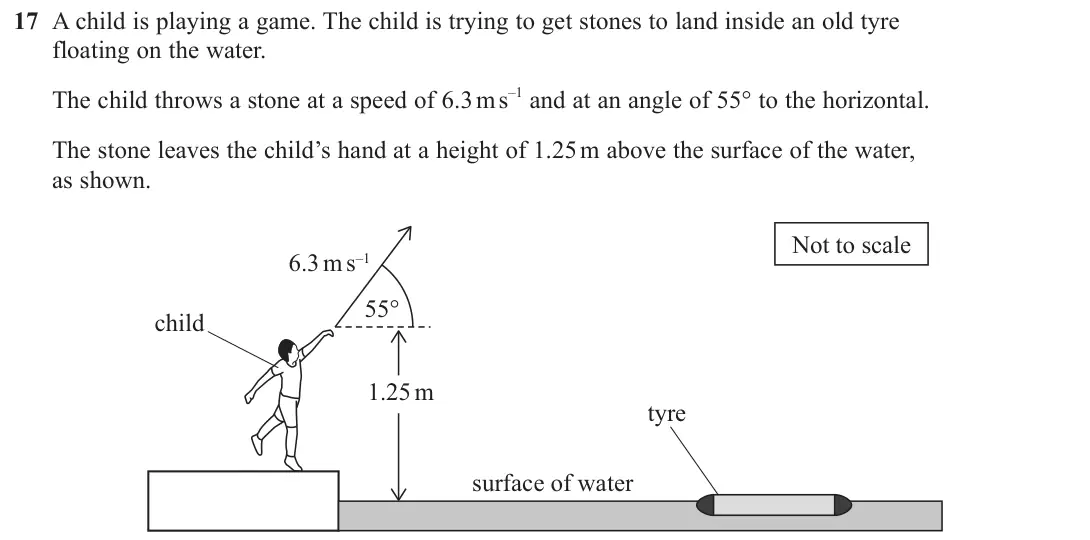 17 A child is playing a game. The child is trying to get stones to land inside an old tyre
floating on the water.
The child throws a stone at a speed of 6.3 m s⁻¹ and at an angle of 55° to the horizontal.
The stone leaves the child’s hand at a height of 1.25 m above the surface of the water,
as shown.
Not to scale
6.3 m s⁻¹
55°
child
1.25 m
tyre
surface of water